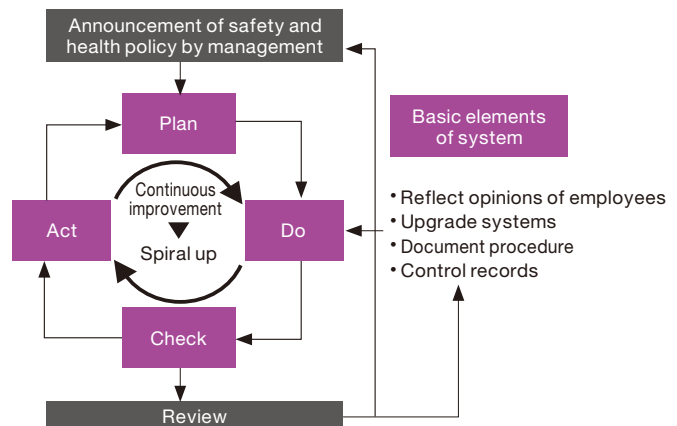 Announcement of safety and
health policy by management
Plan
Basic elements
of system
Continuous
improvement
Spiral up
Act
Do
• Reflect opinions of employees
• Upgrade systems
• Document procedure
• Control records
Check
Review